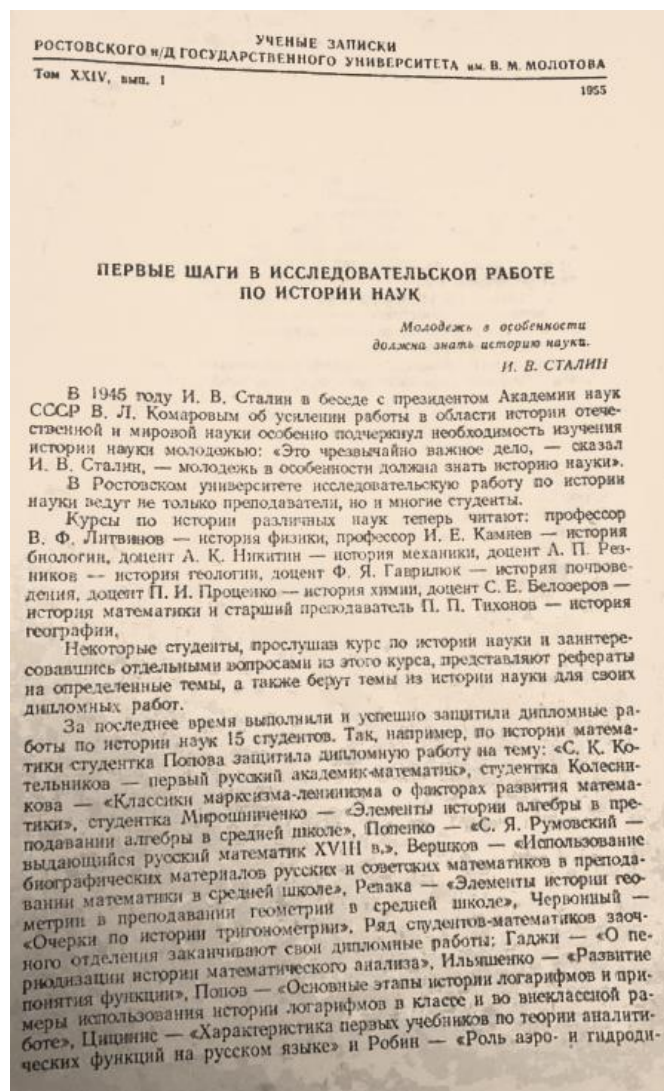 УЧЕНЫЕ ЗАПИСКИ
РОСТОВСКОГО н/Д ГОСУДАРСТВЕННОГО УНИВЕРСИТЕТА им. В. М. МОЛОТОВА
Том XXIV, вып. 1
1955
ПЕРВЫЕ ШАГИ В ИССЛЕДОВАТЕЛЬСКОЙ РАБОТЕ
ПО ИСТОРИИ НАУК
Молодежь в особенности
должна знать историю науки.
И. В. СТАЛИН
В 1945 году И. В. Сталин в беседе с президентом Академии наук
СССР В. Л. Комаровым об усилении работы в области истории отече-
ственной и мировой науки особенно подчеркнул необходимость изучения
истории науки молодежью: «Это чрезвычайно важное дело, — сказал
И. В. Сталин, — молодежь в особенности должна знать историю науки».
В Ростовском университете исследовательскую работу по истории
науки ведут не только преподаватели, но и многие студенты.
Курсы по истории различных наук теперь читают: профессор
В. Ф. Литвинов — история физики, профессор И. Е. Камнев — история
биологии, доцент А. К. Никитин — история механики, доцент А. П. Рез-
ников — история геологии, доцент Ф. Я. Гаврилюк — история почвове-
дения, доцент П. И. Проценко — история химии, доцент С. Е. Белозеров —
история математики и старший преподаватель П. П. Тихонов — история
географии.
Некоторые студенты, прослушав курс по истории науки и заинтере-
совавшись отдельными вопросами из этого курса, представляют рефераты
на определенные темы, а также берут темы из истории науки для своих
дипломных работ.
За последнее время выполнили и успешно защитили дипломные ра-
боты по истории наук 15 студентов. Так, например, по истории матема-
тики студентка Попова защитила дипломную работу на тему: «С. К. Ко-
тельников — первый русский академик-математик», студентка Колесни-
кова — «Классики марксизма-ленинизма о факторах развития матема-
тики», студентка Мирошниченко — «Элементы истории алгебры в пре-
подавании алгебры в средней школе», Попенко — «С. Я. Румовский —
выдающийся русский математик XVIII в.», Вершков — «Использование
биографических материалов русских и советских математиков в препода-
вании математики в средней школе», Ревака — «Элементы истории гео-
метрии в преподавании геометрии в средней школе», Червонный —
«Очерки по истории тригонометрии». Ряд студентов-математиков заоч-
ного отделения заканчивают свои дипломные работы: Гаджи — «О пе-
риодизации истории математического анализа», Ильяшенко — «Развитие
понятия функции», Попов — «Основные этапы истории логарифмов и при-
меры использования истории логарифмов в классе и во внеклассной ра-
боте», Цицинис — «Характеристика первых учебников по теории аналити-
ческих функций на русском языке» и Робин — «Роль аэро- и гидроди-